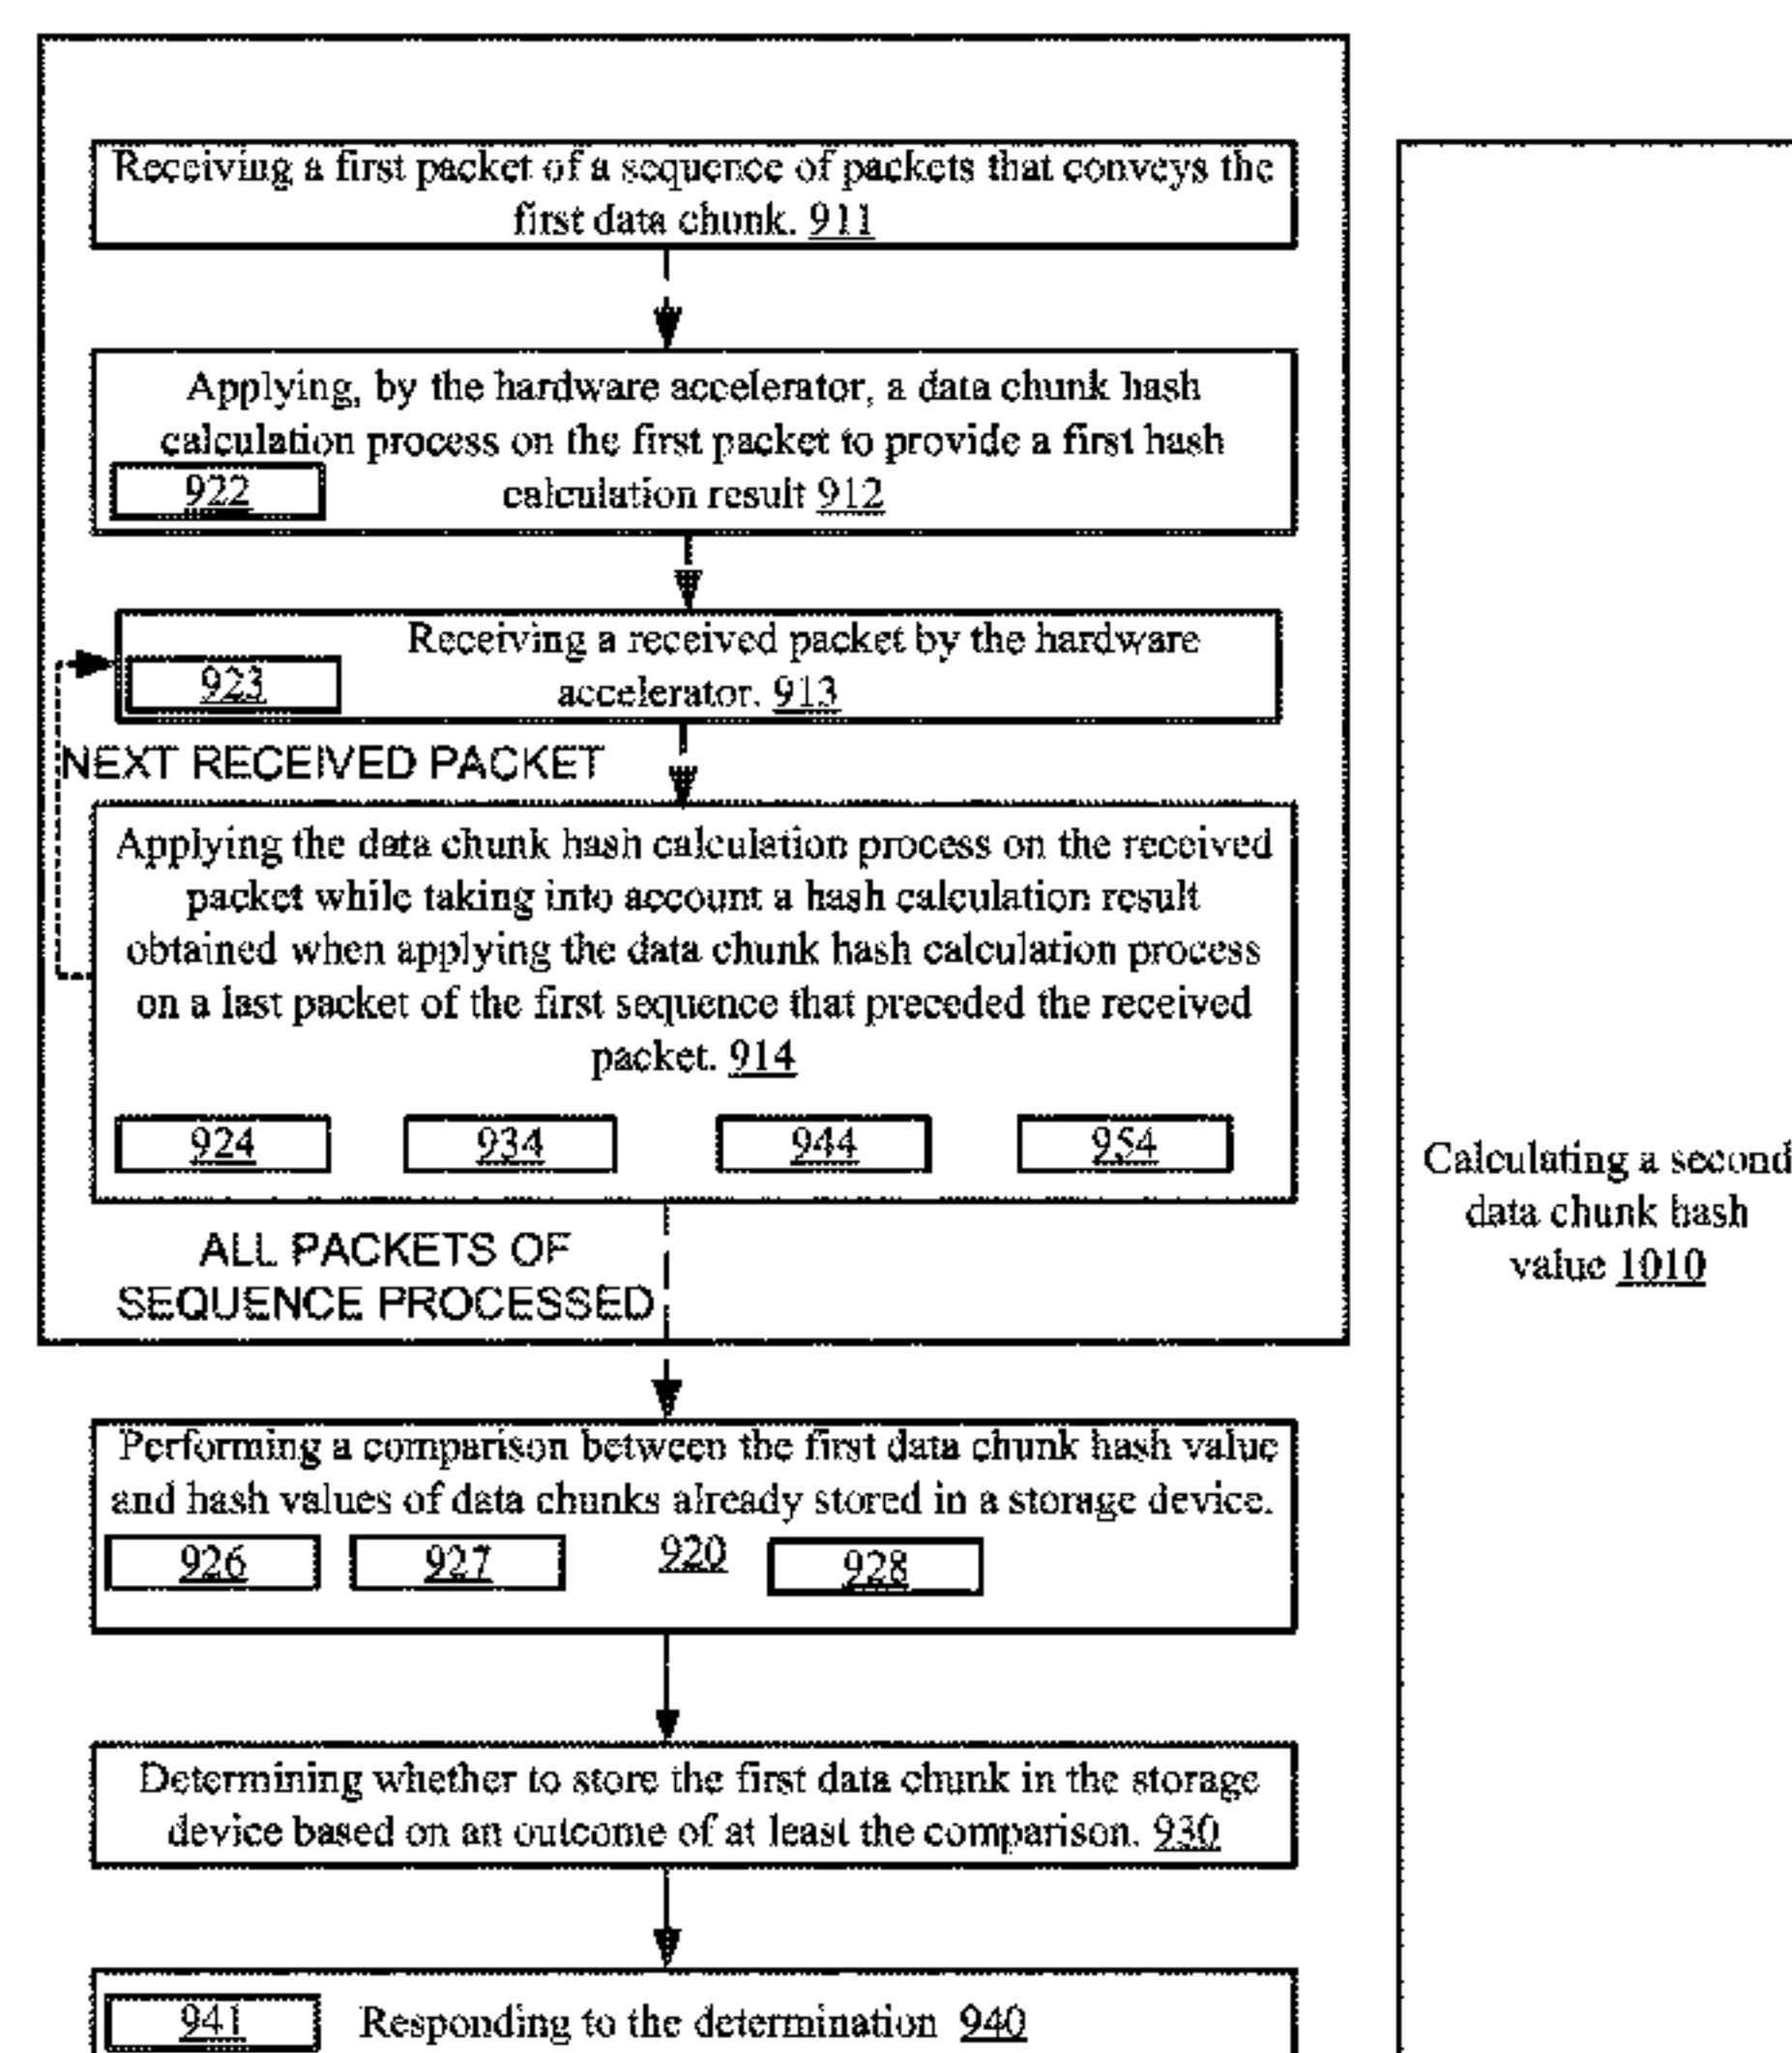 Receiving a first packet of a sequence of packets that conveys the
first data chunk. 911
Applying, by the hardware accelerator, a data chunk hash
calculation process on the first packet to provide a first hash
922 calculation result 912
Receiving a received packet by the hardware
923 accelerator. 913
NEXT RECEIVED PACKET
Applying the data chunk hash calculation process on the received
packet while taking into account a hash calculation result
obtained when applying the data chunk hash calculation process
on a last packet of the first sequence that preceded the received
packet. 914
924 934 944 954
ALL PACKETS OF
SEQUENCE PROCESSED
Performing a comparison between the first data chunk hash value
and hash values of data chunks already stored in a storage device.
926 927 920 928
Determining whether to store the first data chunk in the storage
device based on an outcome of at least the comparison. 930
941 Responding to the determination 940
Calculating a second
data chunk hash
value 1010